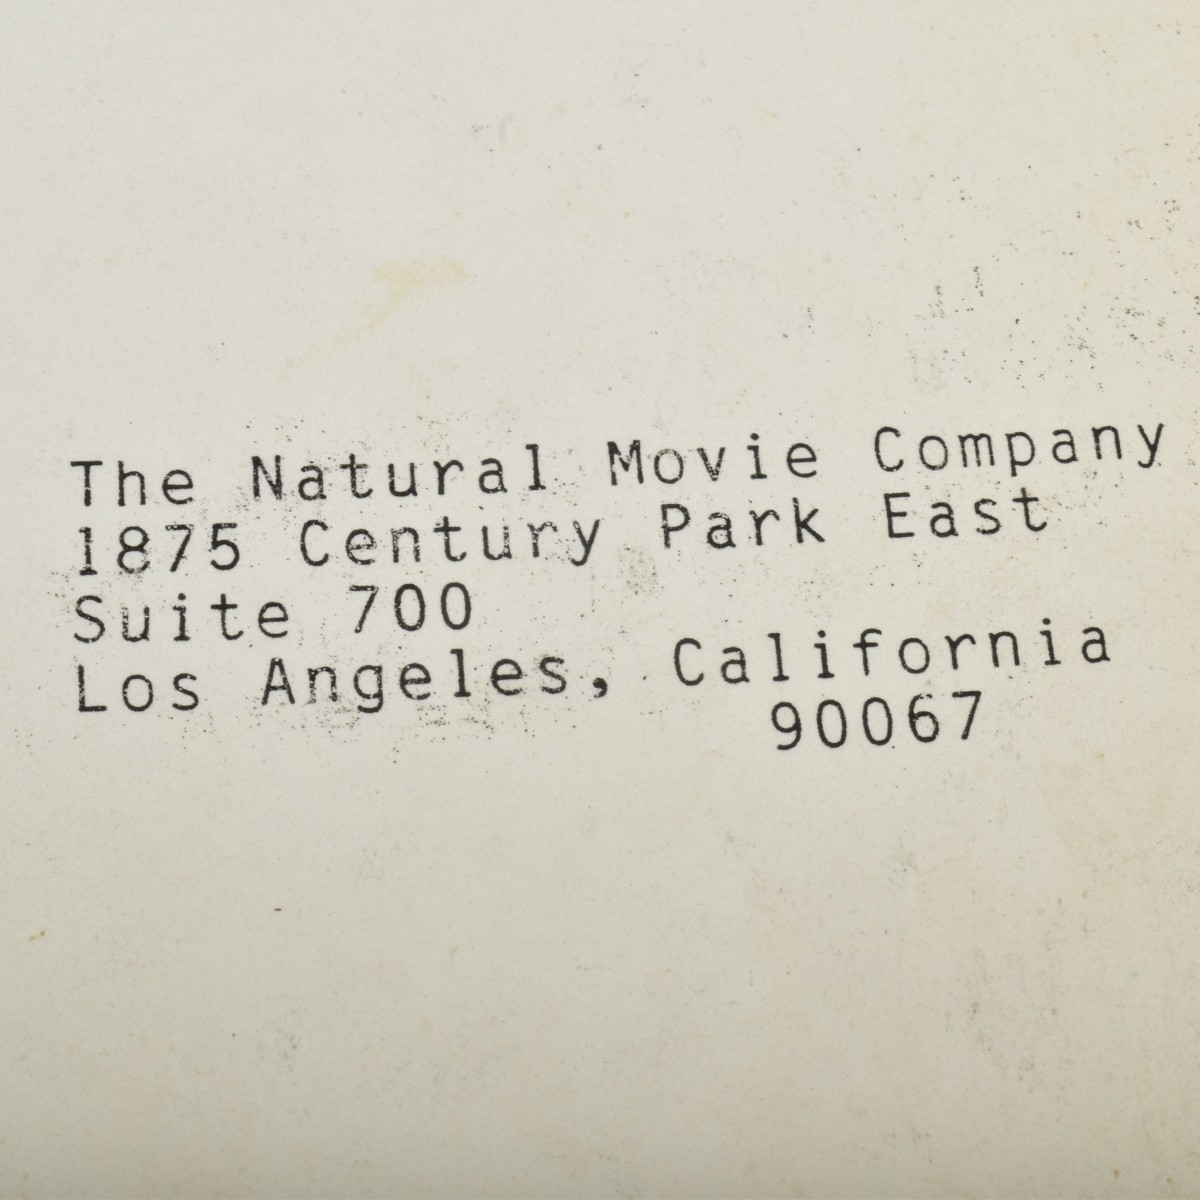 The Natural Movie Company
1875 Century Park East
Suite 700
Los Angeles, California
90067